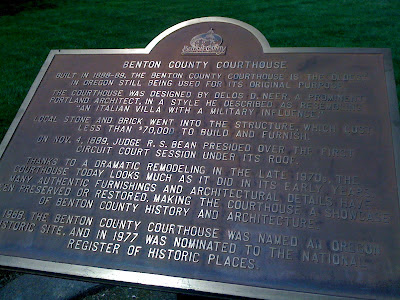 BENTON COUNTY COURTHOUSE
BUILT IN 1888-89, THE BENTON COUNTY COURTHOUSE IS THE OLDEST
IN OREGON STILL BEING USED FOR ITS ORIGINAL PURPOSE.
THE COURTHOUSE WAS DESIGNED BY DELOS D. NEER, A PROMINENT
PORTLAND ARCHITECT, IN A STYLE HE DESCRIBED AS RESEMBLING
"AN ITALIAN VILLA WITH A MILITARY INFLUENCE."
LOCAL STONE AND BRICK WENT INTO THE STRUCTURE, WHICH COST
LESS THAN $70,000 TO BUILD AND FURNISH.
ON NOV. 4, 1889, JUDGE R. S. BEAN PRESIDED OVER THE FIRST
CIRCUIT COURT SESSION UNDER ITS ROOF.
THANKS TO A DRAMATIC REMODELING IN THE LATE 1970's, THE
COURTHOUSE TODAY LOOKS MUCH AS IT DID IN ITS EARLY
MANY AUTHENTIC FURNISHINGS AND ARCHITECTURAL DETAILS HAVE
EEN PRESERVED OR RESTORED, MAKING THE COURTHOUSE A SHOWCASE
OF BENTON COUNTY HISTORY AND ARCHITECTURE.
1958, THE BENTON COUNTY COURTHOUSE WAS NAMED AN OREGON
ISTORIC SITE, AND IN 1977 WAS NOMINATED TO THE NATIONAL
REGISTER OF HISTORIC PLACES.